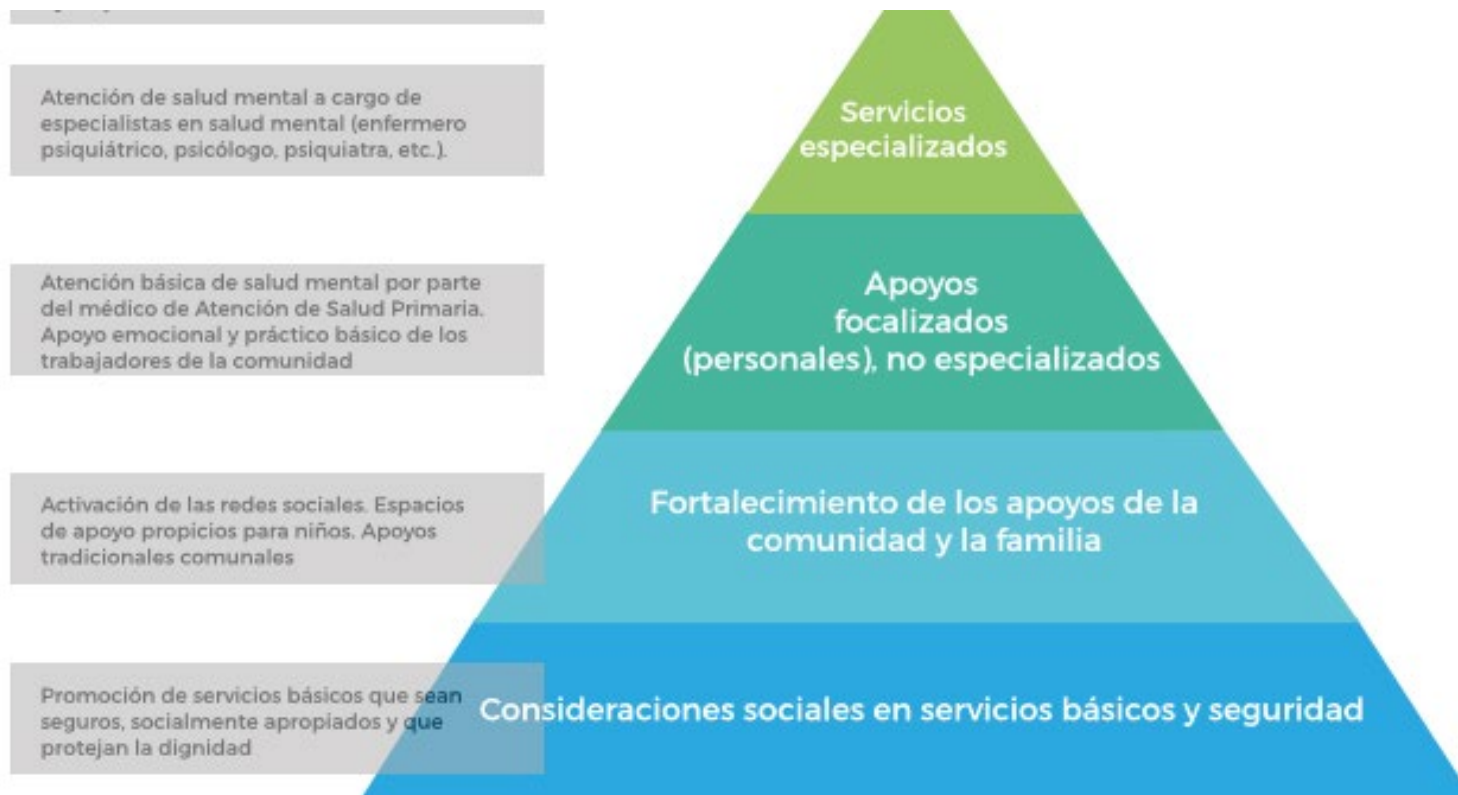 Atención de salud mental a cargo de
especialistas en salud mental (enfermero
psiquiátrico, psicólogo, psiquiatra, etc.).
Servicios
especializados
Atención básica de salud mental por parte
del médico de Atención de Salud Primaria.
Apoyo emocional y práctico básico de los
trabajadores de la comunidad
Apoyos
focalizados
(personales), no especializados
Activación de las redes sociales. Espacios
de apoyo propicios para niños. Apoyos
tradicionales comunales
Fortalecimiento de los apoyos de la
comunidad y la familia
Promoción de servicios básicos que sean
seguros, socialmente apropiados y que
protejan la dignidad
Consideraciones sociales en servicios básicos y seguridad